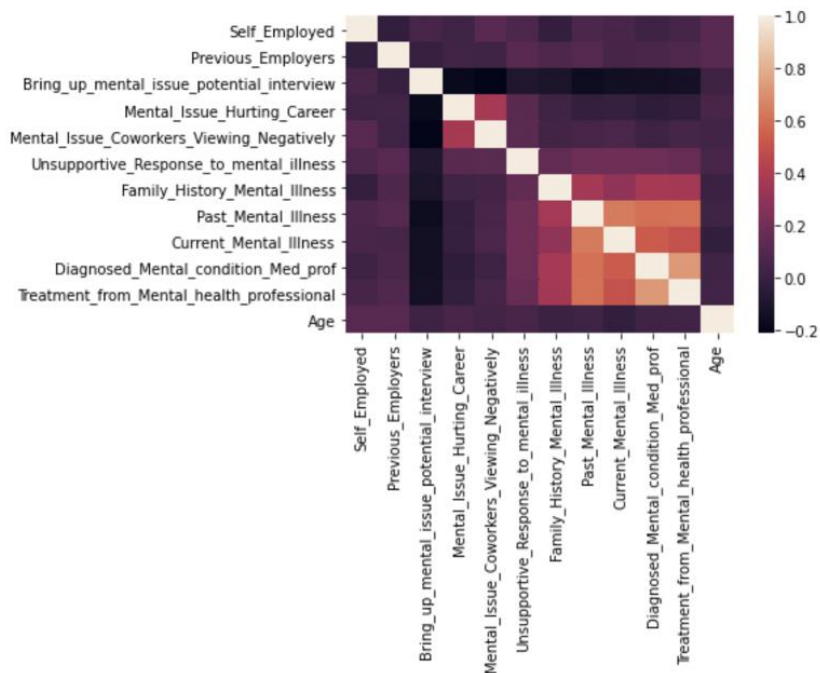 Self_Employed
Previous_Employers
Bring_up_mental_issue_potential_interview
Mental_Issue_Hurting_Career
Mental_Issue_Coworkers_Viewing_Negatively
Unsupportive_Response_to_mental_illness
Family_History_Mental_Illness
Past_Mental_Illness
Current_Mental_Illness
Diagnosed_Mental_condition_Med_prof
Treatment_from_Mental_health_professional
Age
Self_Employed
Previous_Employers
Bring_up_mental_issue_potential_interview
Mental_Issue_Hurting_Career
Mental_Issue_Coworkers_Viewing_Negatively
Unsupportive_Response_to_mental_illness
Family_History_Mental_Illness
Past_Mental_Illness
Current_Mental_Illness
Diagnosed_Mental_condition_Med_prof
Treatment_from_Mental_health_professional
Age
1.0
0.8
0.6
0.4
0.2
0.0
−0.2